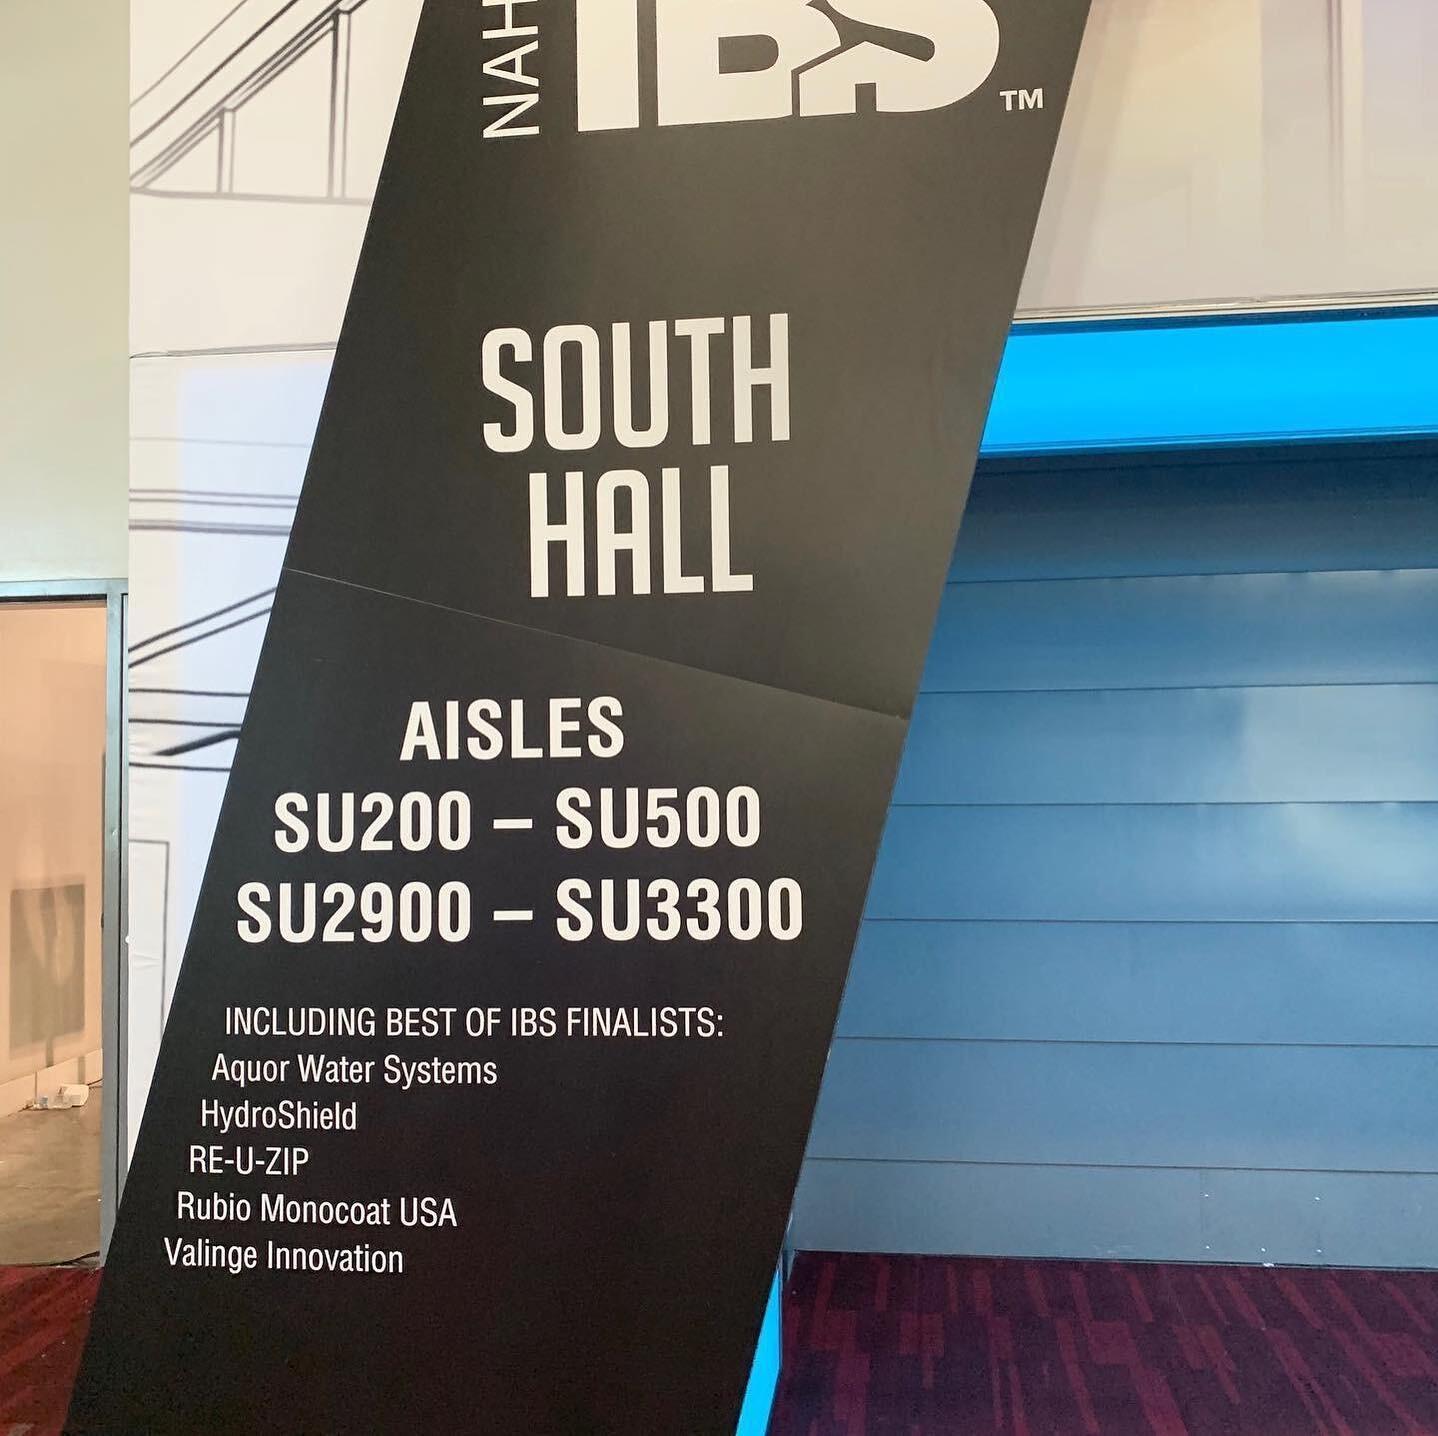 NAH
IBS
TM
SOUTH
HALL
AISLES
SU200 – SU500
SU2900 – SU3300
INCLUDING BEST OF IBS FINALISTS:
Aquor Water Systems
HydroShield
RE-U-ZIP
Rubio Monocoat USA
Valinge Innovation